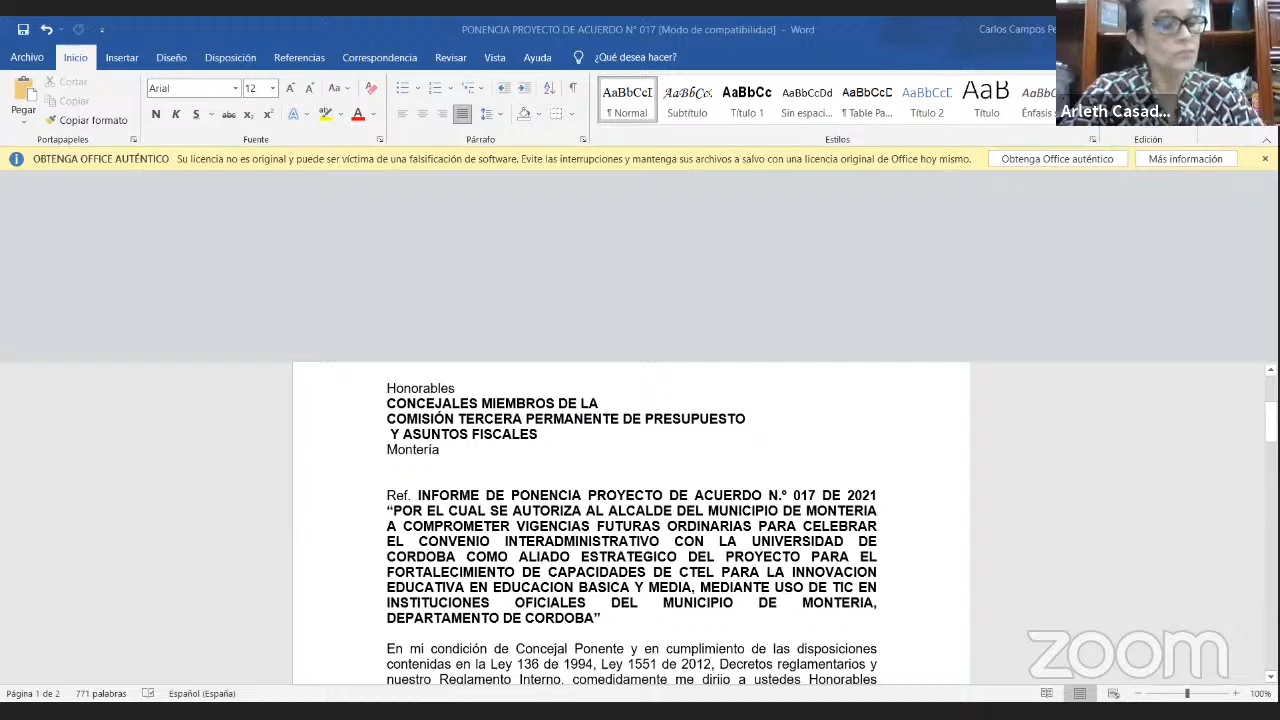 PONENCIA PROYECTO DE ACUERDO N° 017 [Modo de compatibilidad] - Word
Carlos Campos Pe
Archivo Inicio Insertar Diseño Disposición Referencias Correspondencia Revisar Vista Ayuda ¿Qué desea hacer?
Pegar
Cortar
Copiar
Copiar formato
Portapapeles
Arial 12 Aa
N K S abc x₂ x² A A
Fuente
Párrafo
AaBbCcI AaBbCc. AaBbCc AaBbCcDd AaBbCcD AaBbCcI AaB AaBbCc
¶ Normal Subtítulo Título 1 Sin espaci... ¶ Table Pa... Título 2 Título Énfasis
Estilos
Edición
Arleth Casad...
OBTENGA OFFICE AUTÉNTICO Su licencia no es original y puede ser víctima de una falsificación de software. Evite las interrupciones y mantenga sus archivos a salvo con una licencia original de Office hoy mismo. Obtenga Office auténtico Más información
Honorables
CONCEJALES MIEMBROS DE LA
COMISIÓN TERCERA PERMANENTE DE PRESUPUESTO
Y ASUNTOS FISCALES
Montería
Ref. INFORME DE PONENCIA PROYECTO DE ACUERDO N.º 017 DE 2021
“POR EL CUAL SE AUTORIZA AL ALCALDE DEL MUNICIPIO DE MONTERIA
A COMPROMETER VIGENCIAS FUTURAS ORDINARIAS PARA CELEBRAR
EL CONVENIO INTERADMINISTRATIVO CON LA UNIVERSIDAD DE
CORDOBA COMO ALIADO ESTRATEGICO DEL PROYECTO PARA EL
FORTALECIMIENTO DE CAPACIDADES DE CTEL PARA LA INNOVACION
EDUCATIVA EN EDUCACION BASICA Y MEDIA, MEDIANTE USO DE TIC EN
INSTITUCIONES OFICIALES DEL MUNICIPIO DE MONTERIA,
DEPARTAMENTO DE CORDOBA”
En mi condición de Concejal Ponente y en cumplimiento de las disposiciones
contenidas en la Ley 136 de 1994, Ley 1551 de 2012, Decretos reglamentarios y
nuestro Reglamento Interno, comedidamente me dirijo a ustedes Honorables
zoom
Página 1 de 2 771 palabras Español (España) 100%